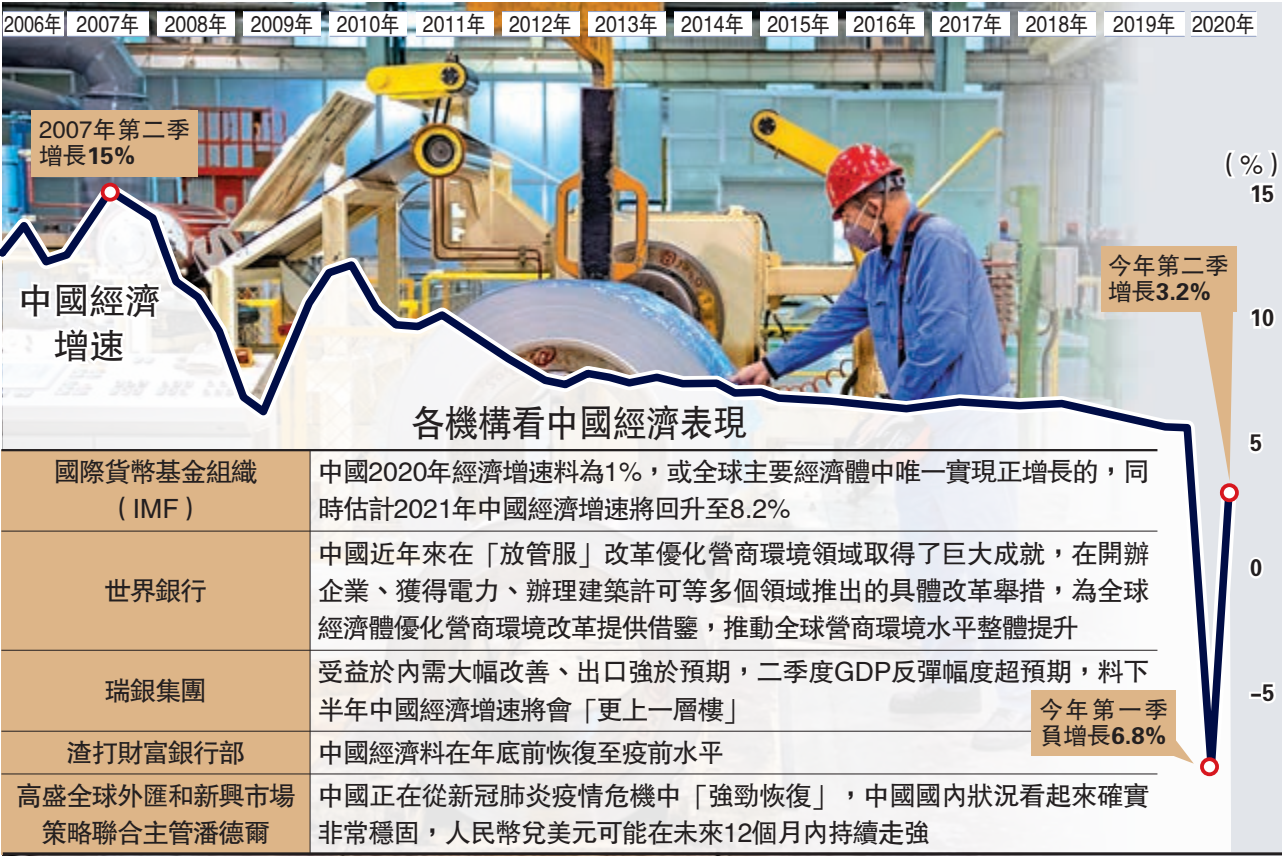 2006年 2007年 2008年 2009年 2010年 2011年 2012年 2013年 2014年 2015年 2016年 2017年 2018年 2019年 2020年
2007年第二季
增長15%
(%)
15
今年第二季
增長3.2%
中國經濟
增速
10
各機構看中國經濟表現
5
國際貨幣基金組織
(IMF)
中國2020年經濟增速料為1%，或全球主要經濟體中唯一實現正增長的，同
時估計2021年中國經濟增速將回升至8.2%
世界銀行
中國近年來在「放管服」改革優化營商環境領域取得了巨大成就，在開辦
企業、獲得電力、辦理建築許可等多個領域推出的具體改革舉措，為全球
經濟體優化營商環境改革提供借鑒，推動全球營商環境水平整體提升
0
瑞銀集團
受益於內需大幅改善、出口強於預期，二季度GDP反彈幅度超預期，料下
半年中國經濟增速將會「更上一層樓」
-5
今年第一季
負增長6.8%
渣打財富銀行部
中國經濟料在年底前恢復至疫前水平
高盛全球外匯和新興市場
策略聯合主管潘德爾
中國正在從新冠肺炎疫情危機中「強勁恢復」，中國國內狀況看起來確實
非常穩固，人民幣兌美元可能在未來12個月內持續走強